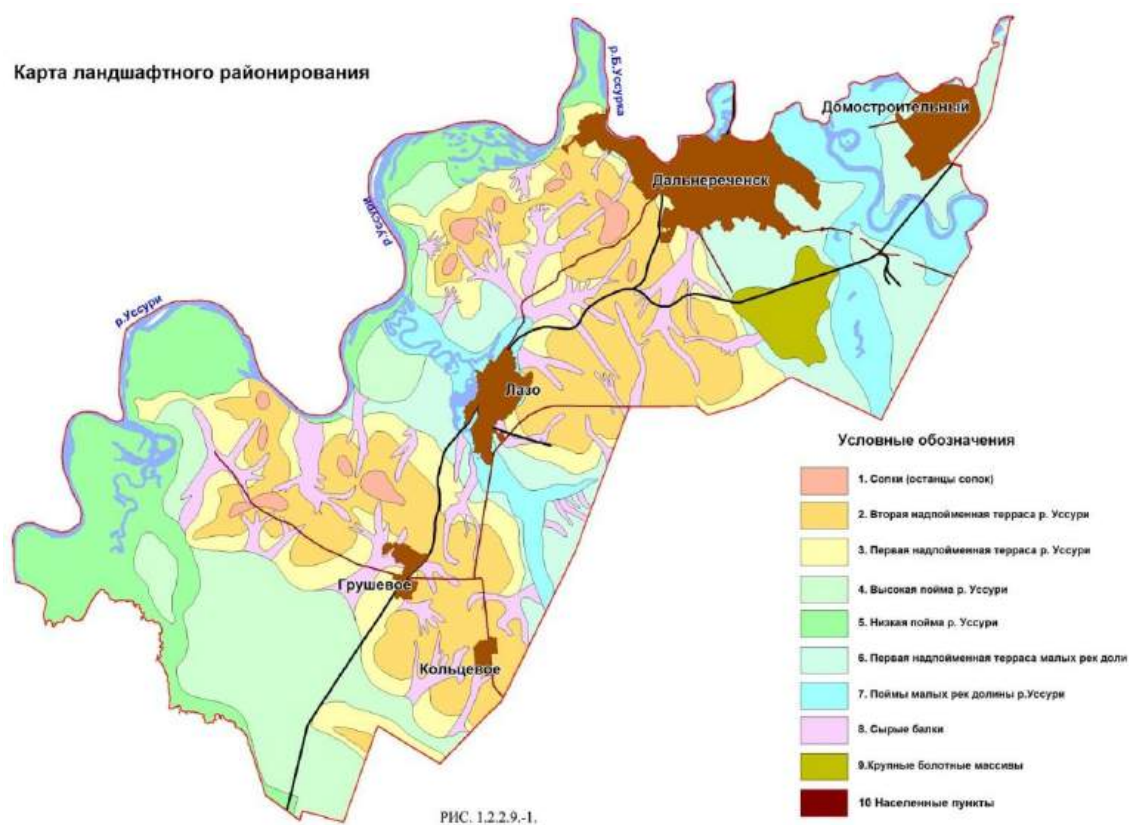 Карта ландшафтного районирования
р.Б.Уссурка
Домостроительный
Дальнереченск
р.Уссури
р.Уссури
Лазо
Грушевое
Кольцевое
Условные обозначения
1. Сопки (останцы сопок)
2. Вторая надпойменная терраса р. Уссури
3. Первая надпойменная терраса р. Уссури
4. Высокая пойма р. Уссури
5. Низкая пойма р. Уссури
6. Первая надпойменная терраса малых рек доли
7. Поймы малых рек долины р.Уссури
8. Сырые балки
9.Крупные болотные массивы
10 Населенные пункты
РИС. 1.2.2.9.-1.